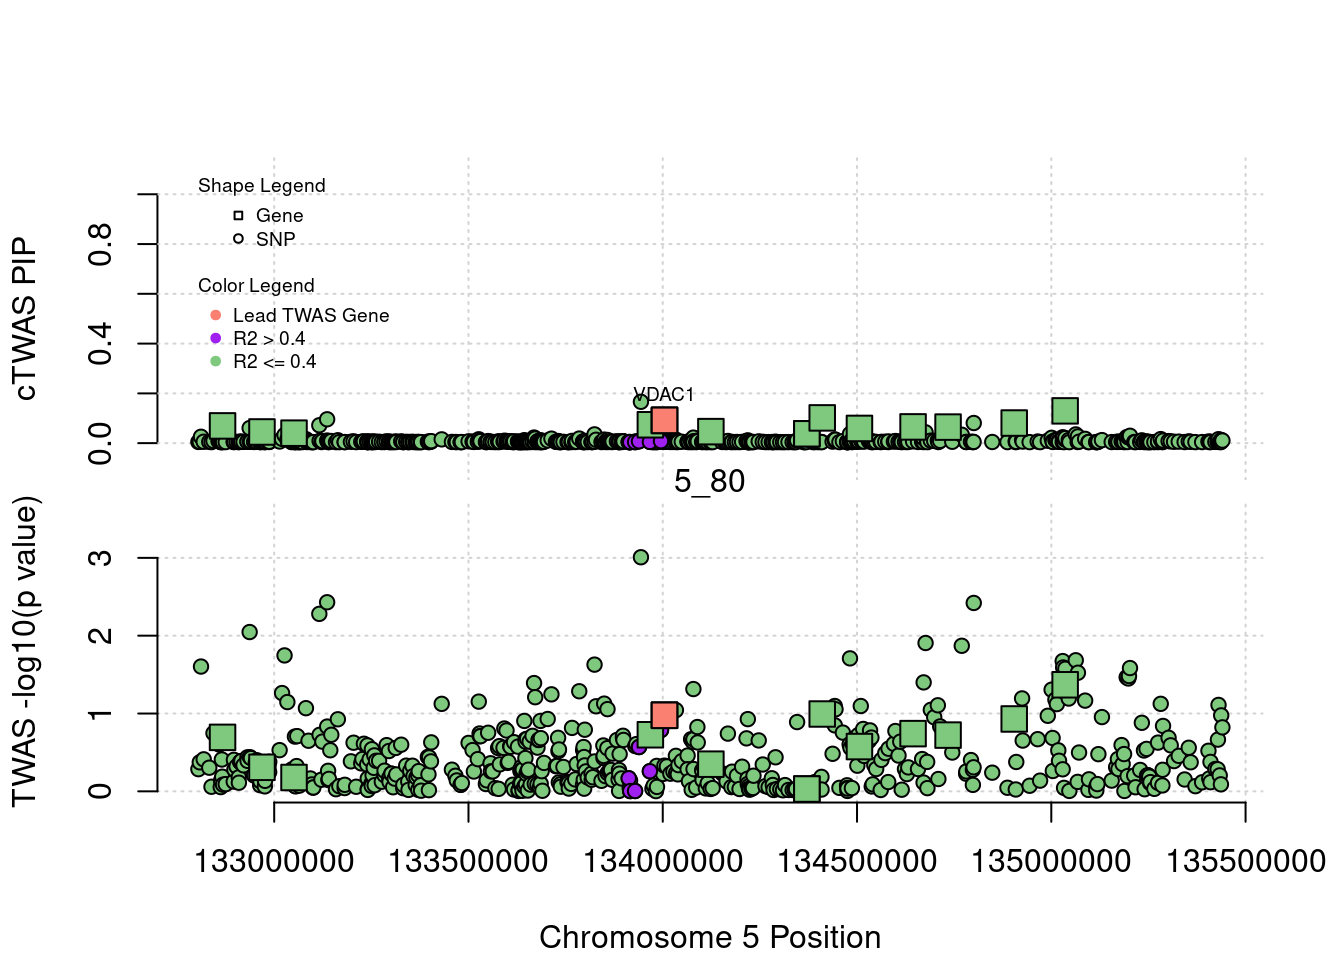 Shape Legend
Gene
SNP
Color Legend
Lead TWAS Gene
R2 > 0.4
R2 <= 0.4
cTWAS PIP
0.8
0.4
0.0
VDAC1
5_80
TWAS -log10(p value)
3
2
1
0
133000000 133500000 134000000 134500000 135000000 135500000
Chromosome 5 Position